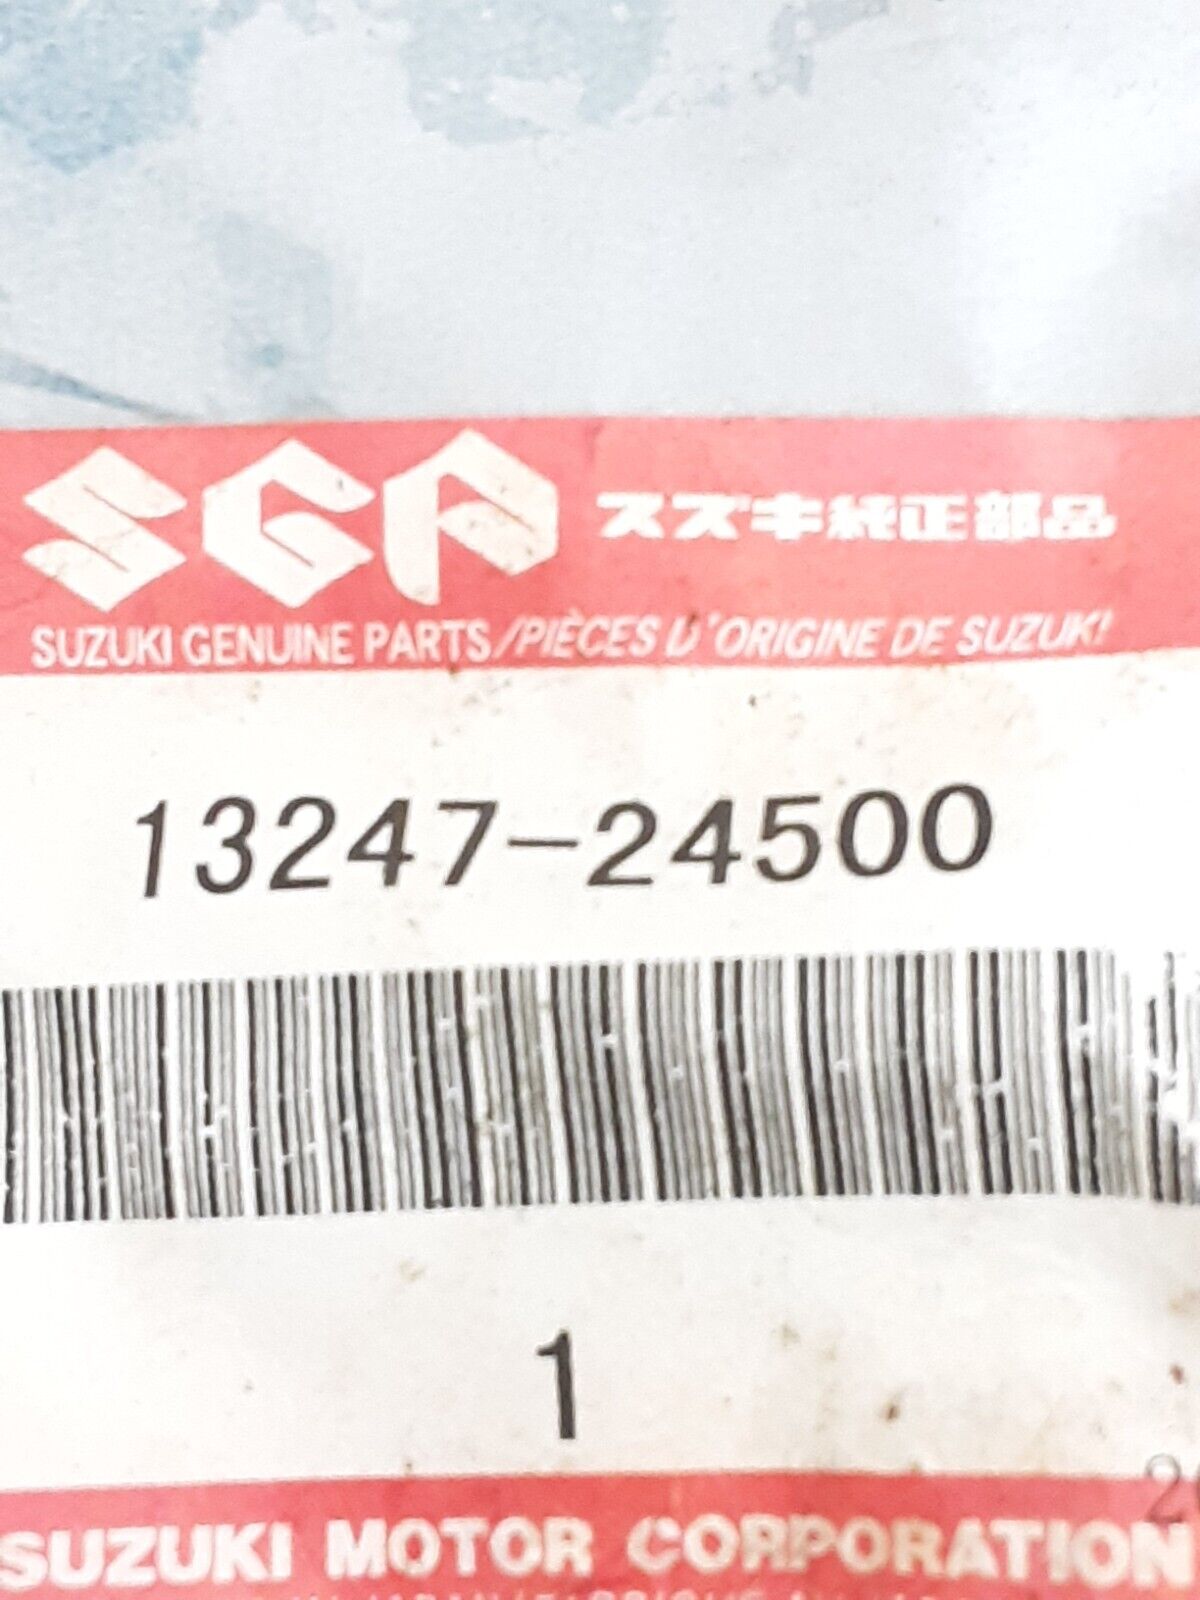 SGP スズキ純正部品
SUZUKI GENUINE PARTS/PIÈCES D'ORIGINE DE SUZUKI
13247-24500
1
SUZUKI MOTOR CORPORATION